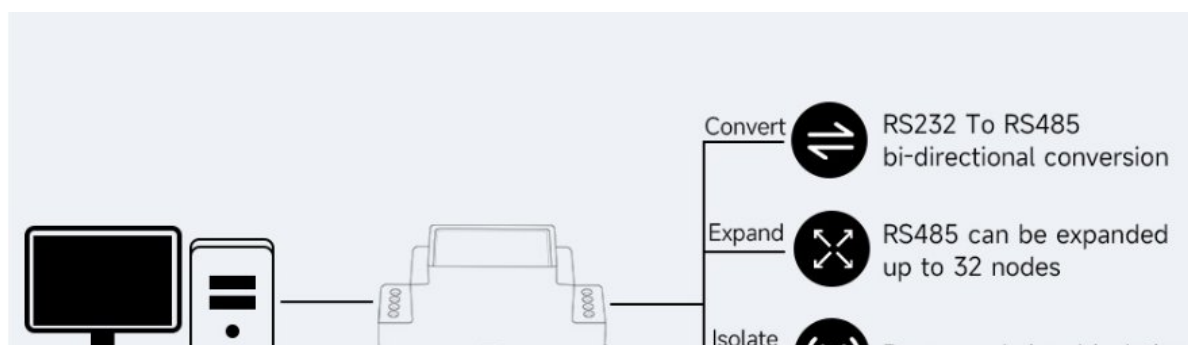 Convert
RS232 To RS485
bi-directional conversion
Expand
RS485 can be expanded
up to 32 nodes
Isolate